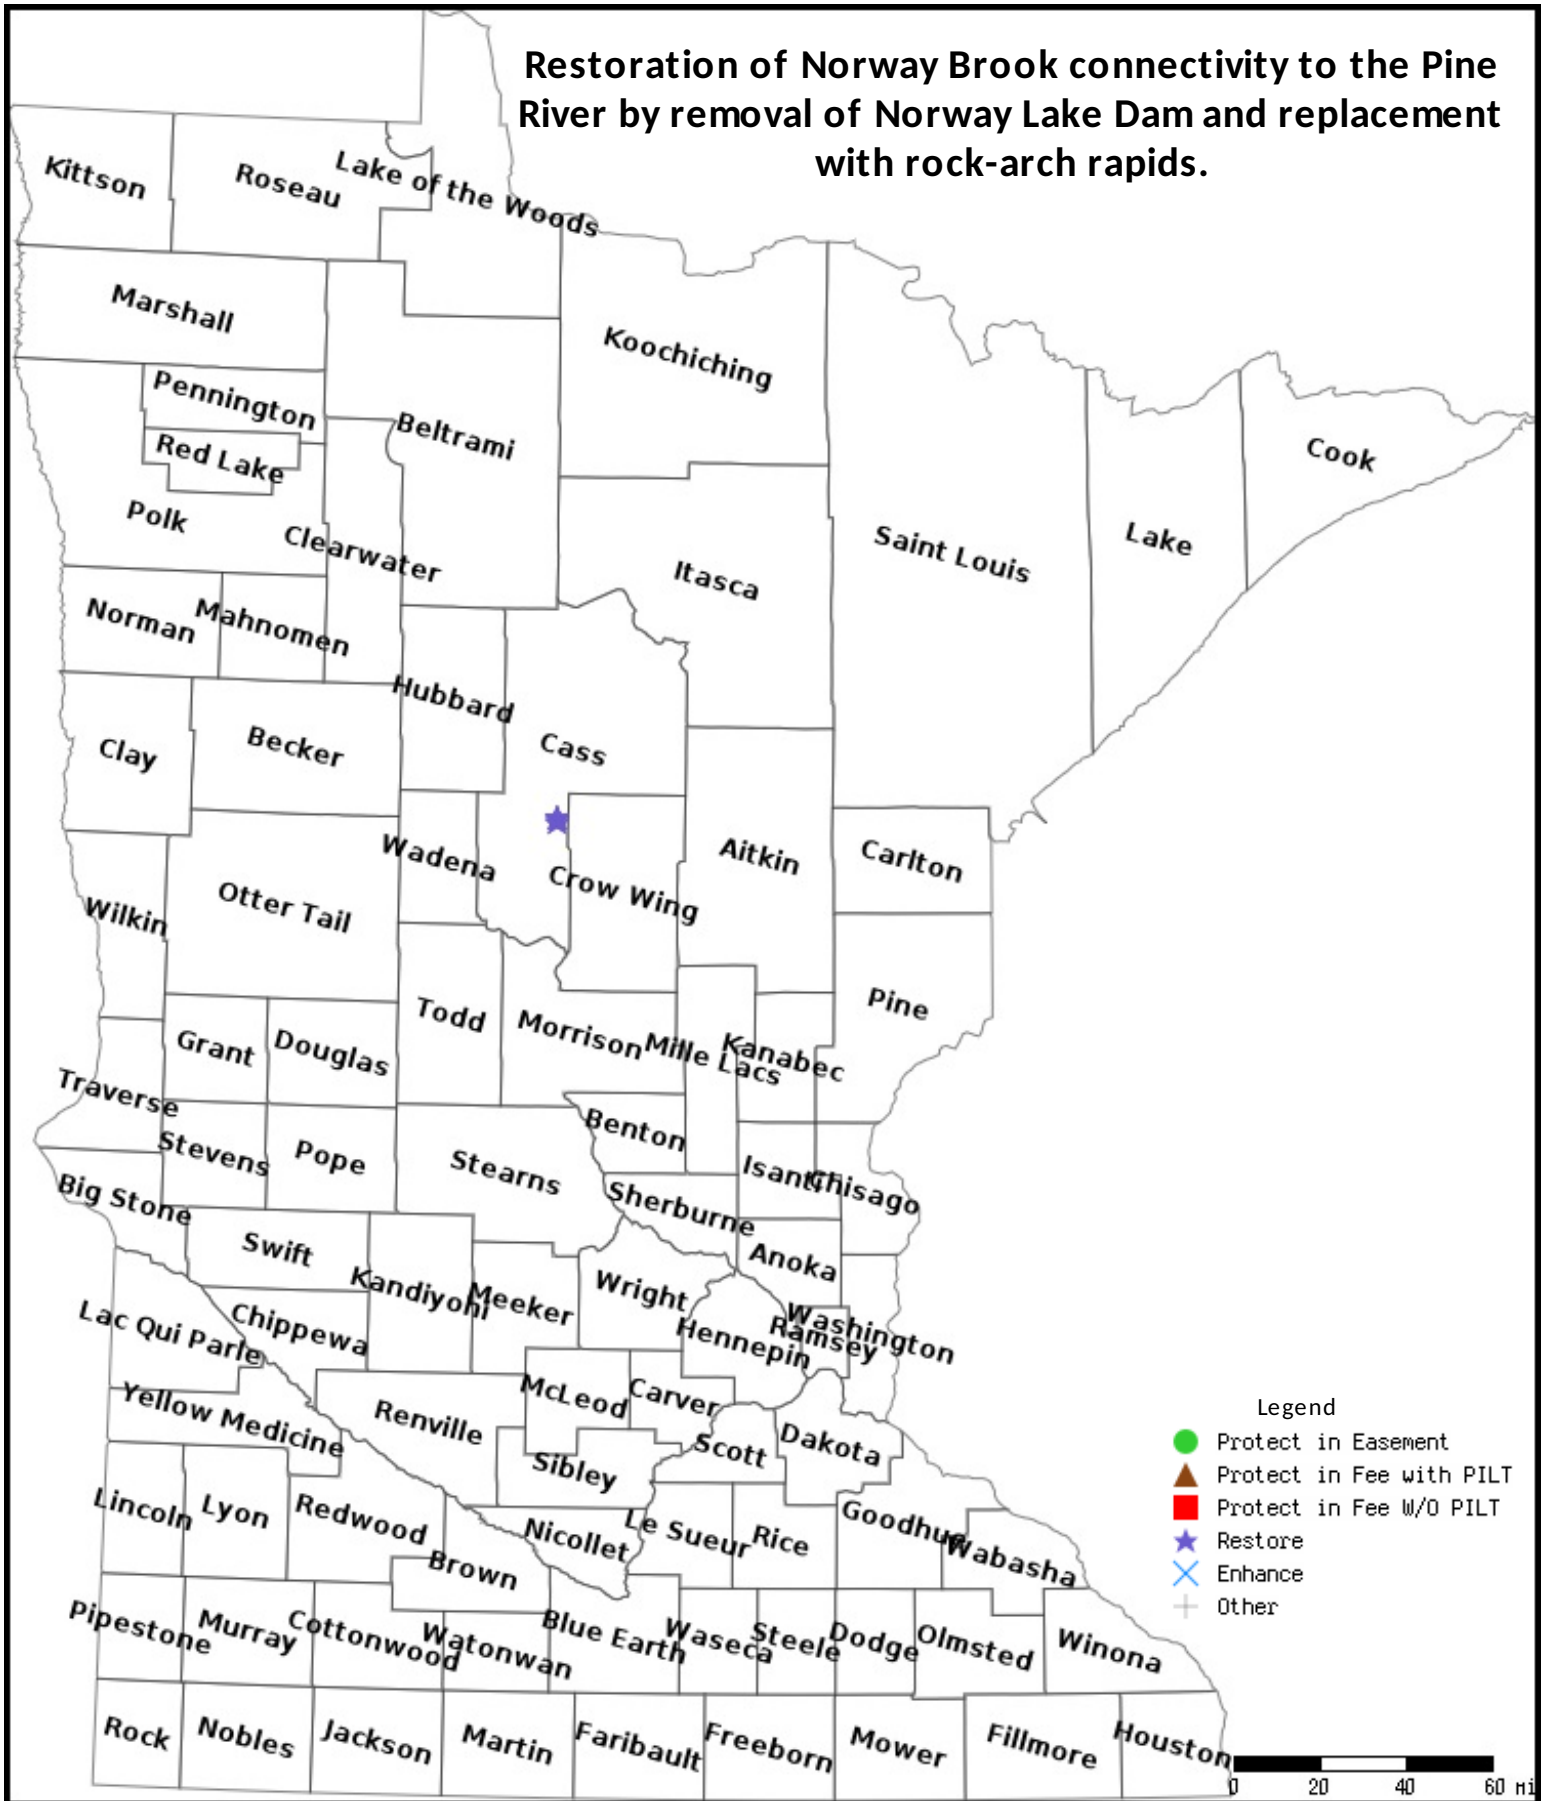 Restoration of Norway Brook connectivity to the Pine
River by removal of Norway Lake Dam and replacement
with rock-arch rapids.
Kittson
Roseau
Lake of the Woods
Marshall
Koochiching
Pennington
Beltrami
Red Lake
Cook
Polk
Clearwater
Saint Louis
Lake
Itasca
Norman
Mahnomen
Hubbard
Clay
Becker
Cass
Wadena
Aitkin
Carlton
Otter Tail
Crow Wing
Wilkin
Pine
Todd
Morrison
Mille Lacs
Kanabec
Grant
Douglas
Traverse
Benton
Stevens
Pope
Stearns
Isanti
Chisago
Big Stone
Sherburne
Swift
Anoka
Kandiyohi
Meeker
Wright
Lac Qui Parle
Chippewa
Hennepin
Ramsey
Washington
Yellow Medicine
Renville
McLeod
Carver
Scott
Dakota
Sibley
Lincoln
Lyon
Redwood
Nicollet
Le Sueur
Rice
Goodhue
Wabasha
Brown
Pipestone
Murray
Cottonwood
Watonwan
Blue Earth
Waseca
Steele
Dodge
Olmsted
Winona
Rock
Nobles
Jackson
Martin
Faribault
Freeborn
Mower
Fillmore
Houston
Legend
Protect in Easement
Protect in Fee with PILT
Protect in Fee W/O PILT
Restore
Enhance
Other
0 20 40 60 mi